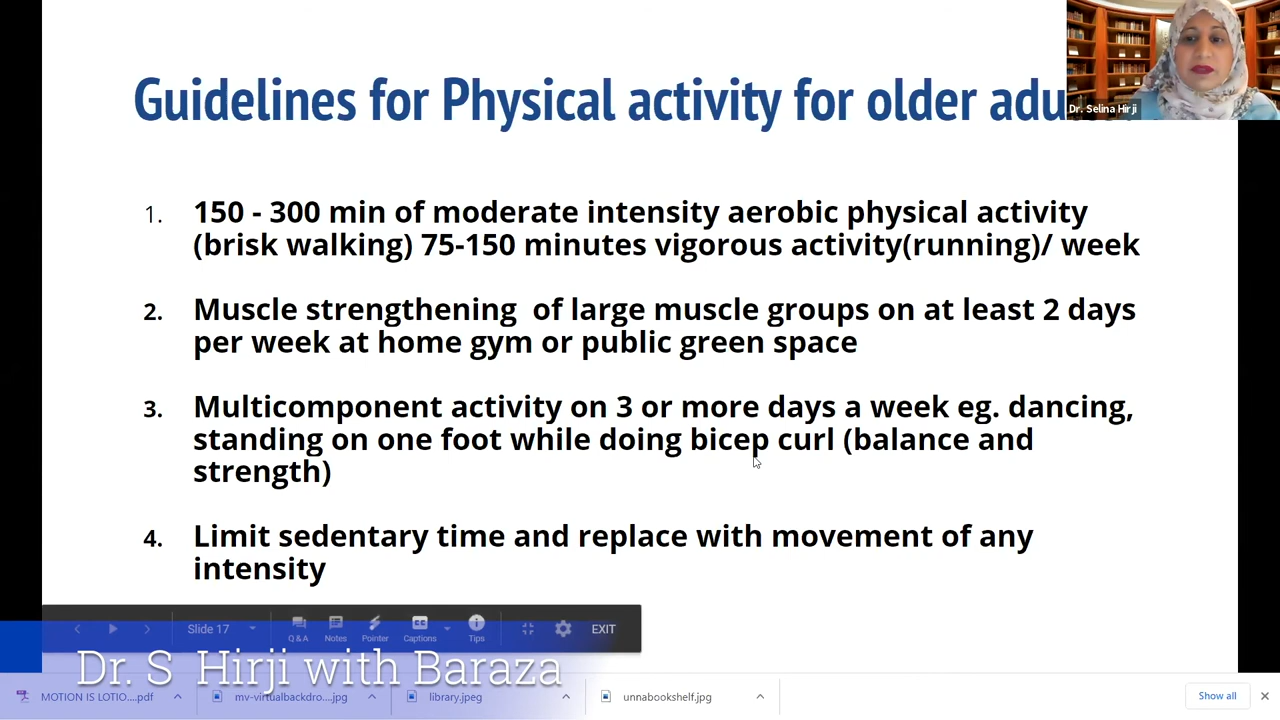 Guidelines for Physical activity for older
Dr. Selina Hirji
1. 150 - 300 min of moderate intensity aerobic physical activity
(brisk walking) 75-150 minutes vigorous activity(running)/ week
2. Muscle strengthening of large muscle groups on at least 2 days
per week at home gym or public green space
3. Multicomponent activity on 3 or more days a week eg. dancing,
standing on one foot while doing bicep curl (balance and
strength)
4. Limit sedentary time and replace with movement of any
intensity
Slide 17
Q & A Notes Pointer Captions Tips
CC
EXIT
Dr. S Hirji with Baraza
MOTION IS LOTIO....pdf
mv-virtualbackdro....jpg
library.jpeg
unnabookshelf.jpg
Show all